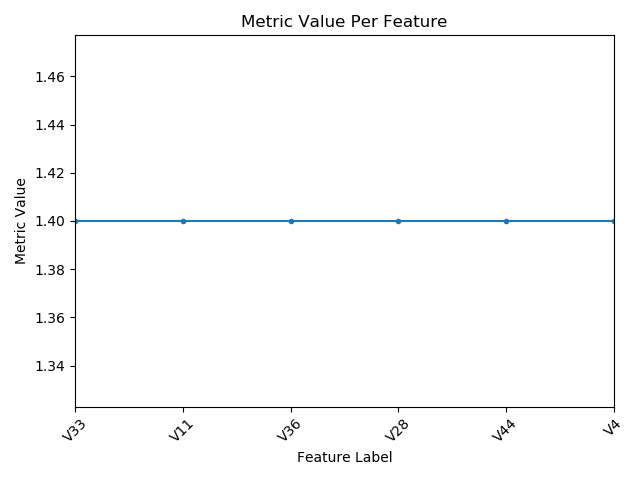 Metric Value Per Feature
Metric Value
1.46
1.44
1.42
1.40
1.38
1.36
1.34
V33
V11
V36
V28
V44
V4
Feature Label